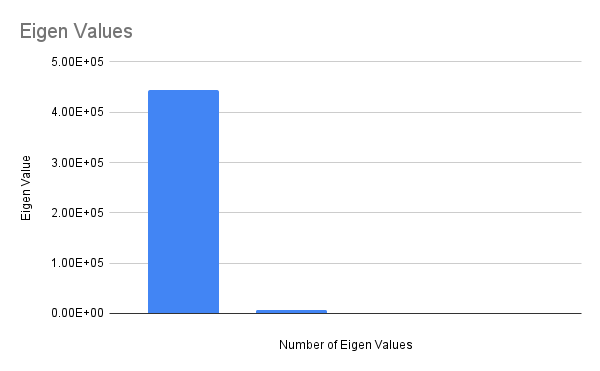 Eigen Values
5.00E+05
4.00E+05
3.00E+05
2.00E+05
1.00E+05
0.00E+00
Eigen Value
Number of Eigen Values